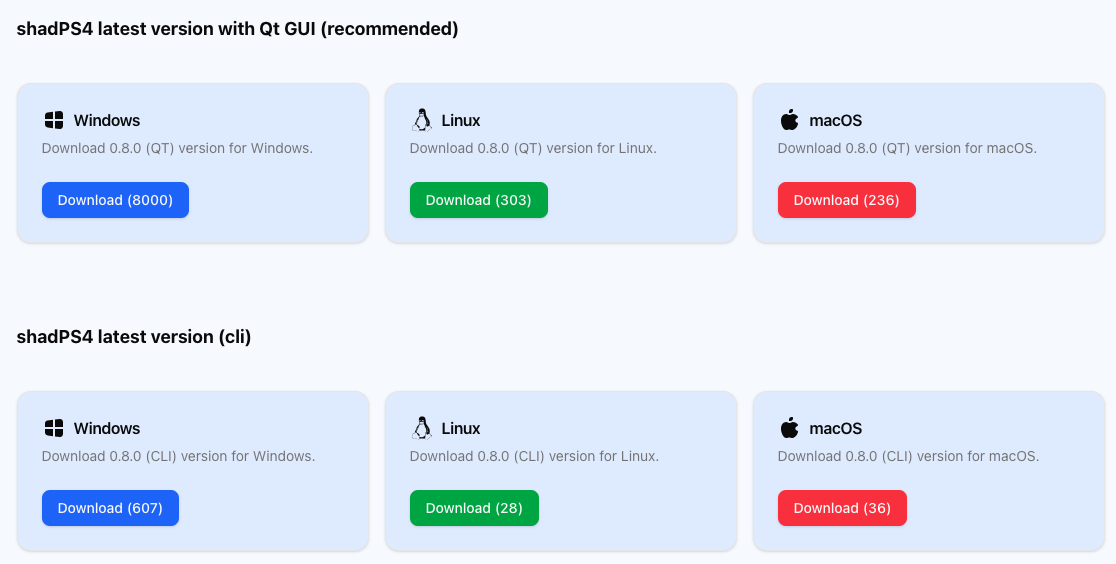 shadPS4 latest version with Qt GUI (recommended)
Windows
Download 0.8.0 (QT) version for Windows.
Download (8000)
Linux
Download 0.8.0 (QT) version for Linux.
Download (303)
macOS
Download 0.8.0 (QT) version for macOS.
Download (236)
shadPS4 latest version (cli)
Windows
Download 0.8.0 (CLI) version for Windows.
Download (607)
Linux
Download 0.8.0 (CLI) version for Linux.
Download (28)
macOS
Download 0.8.0 (CLI) version for macOS.
Download (36)